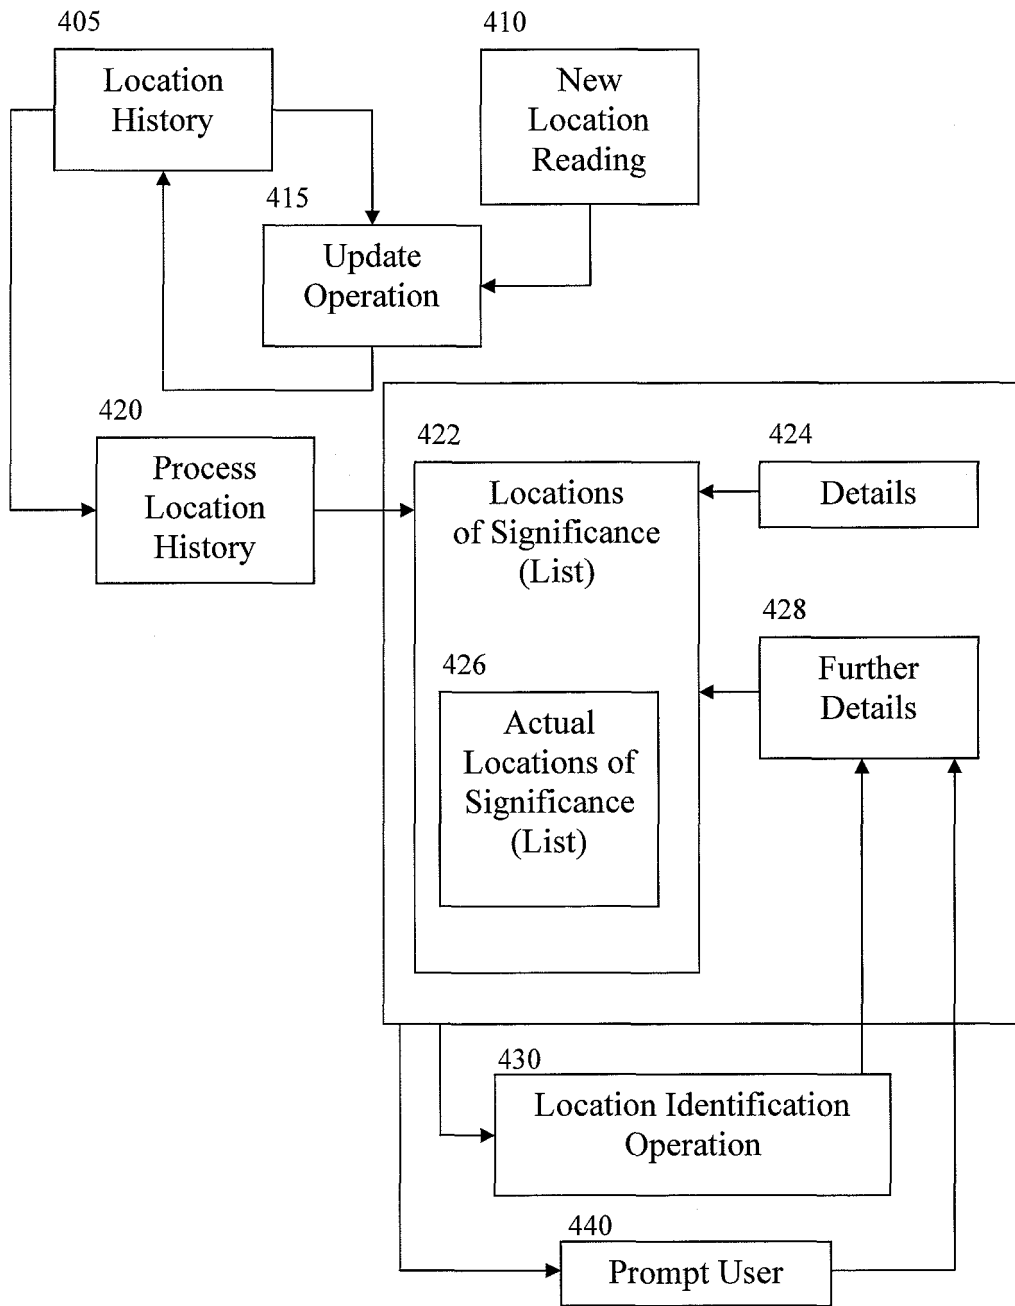 405
Location
History
410
New
Location
Reading
415
Update
Operation
420
Process
Location
History
422
Locations
of Significance
(List)
424
Details
426
Actual
Locations of
Significance
(List)
428
Further
Details
430
Location Identification
Operation
440
Prompt User